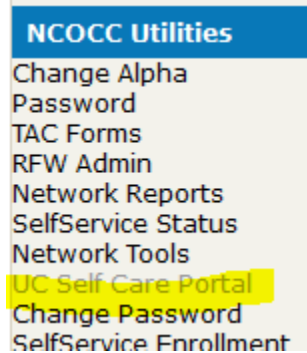 NCOCC Utilities
Change Alpha
Password
TAC Forms
RFW Admin
Network Reports
SelfService Status
Network Tools
UC Self Care Portal
Change Password
SelfService Enrollment